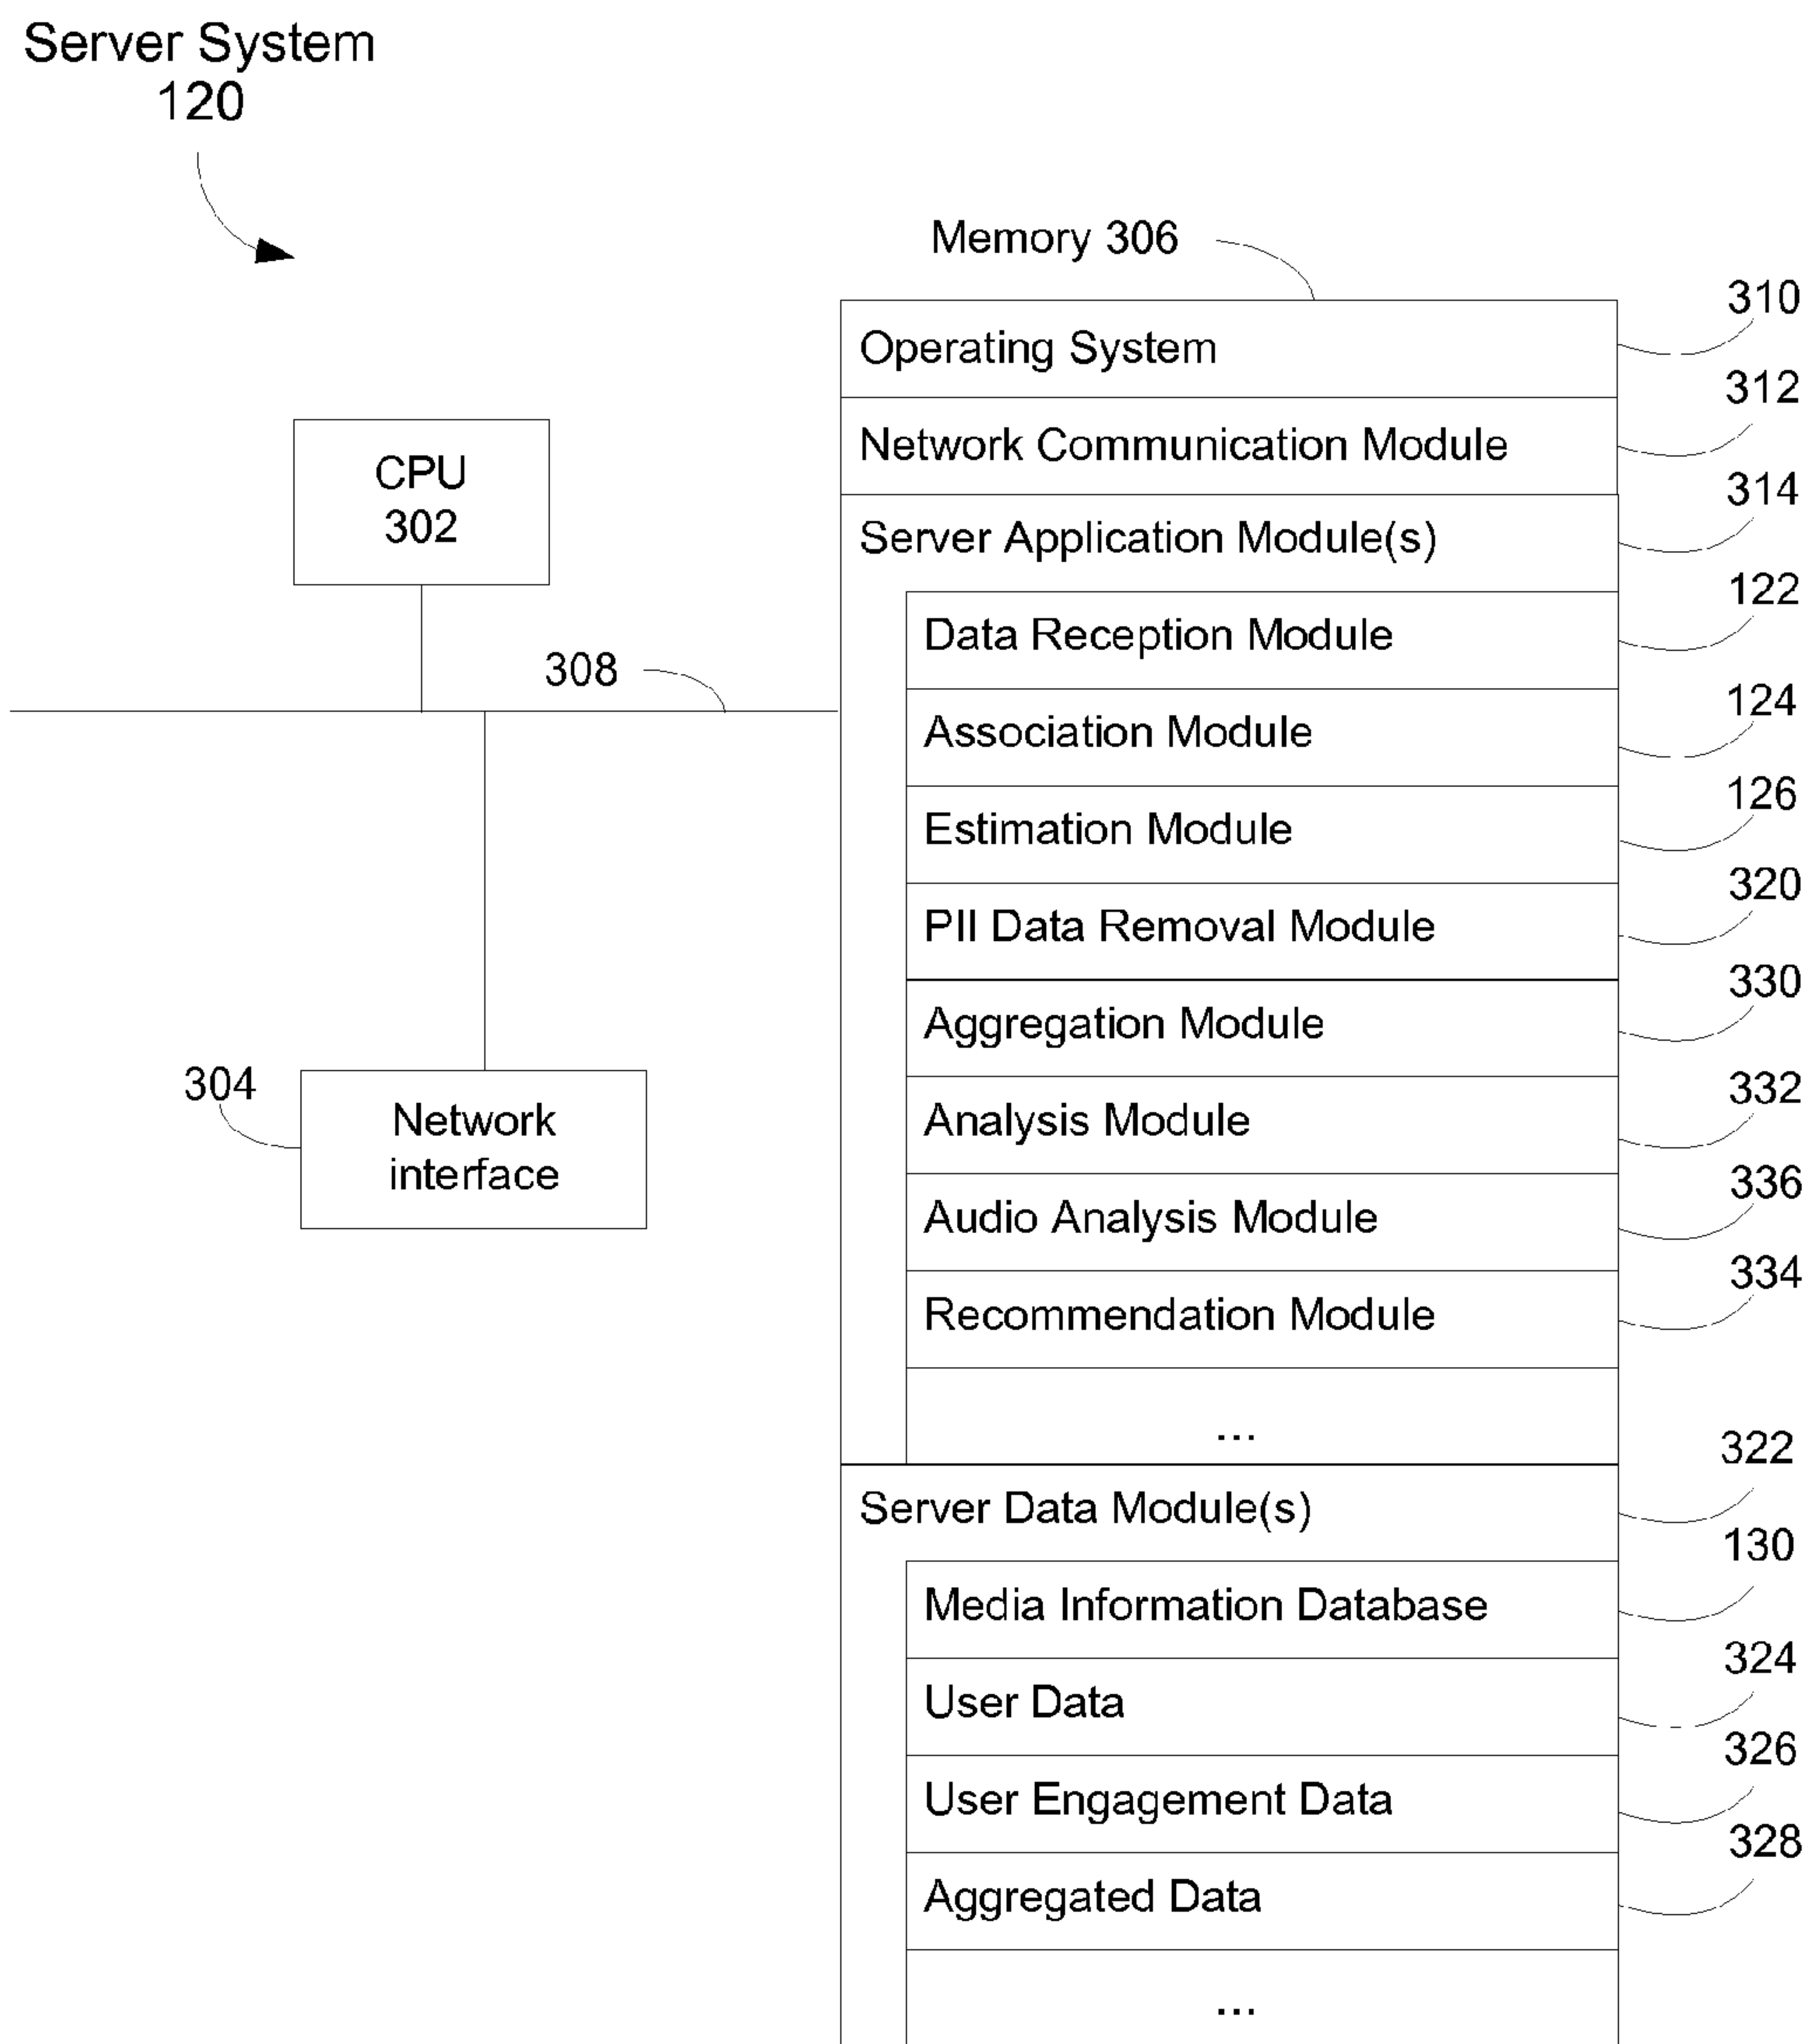 Server System
120
Memory 306
310
Operating System
312
Network Communication Module
314
Server Application Module(s)
122
Data Reception Module
124
Association Module
126
Estimation Module
320
PII Data Removal Module
330
Aggregation Module
332
Analysis Module
336
Audio Analysis Module
334
Recommendation Module
...
322
Server Data Module(s)
130
Media Information Database
324
User Data
326
User Engagement Data
328
Aggregated Data
...
CPU
302
308
304
Network
interface